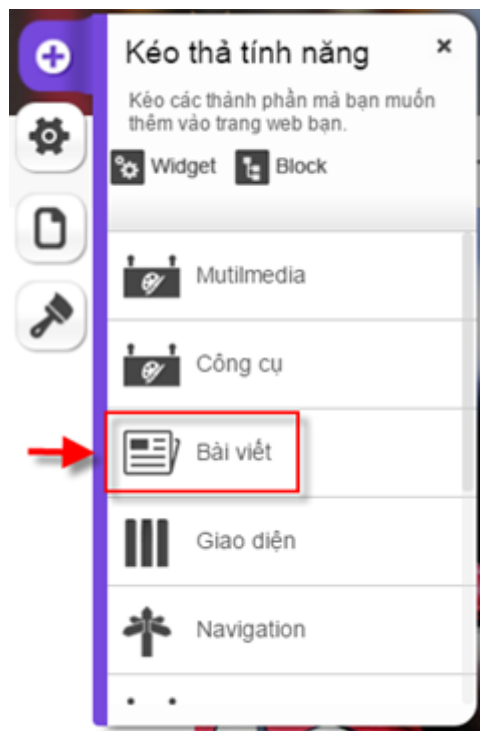 Kéo thả tính năng ×
Kéo các thành phần mà bạn muốn
thêm vào trang web bạn.
Widget Block
Mutilmedia
Công cụ
Bài viết
Giao diện
Navigation